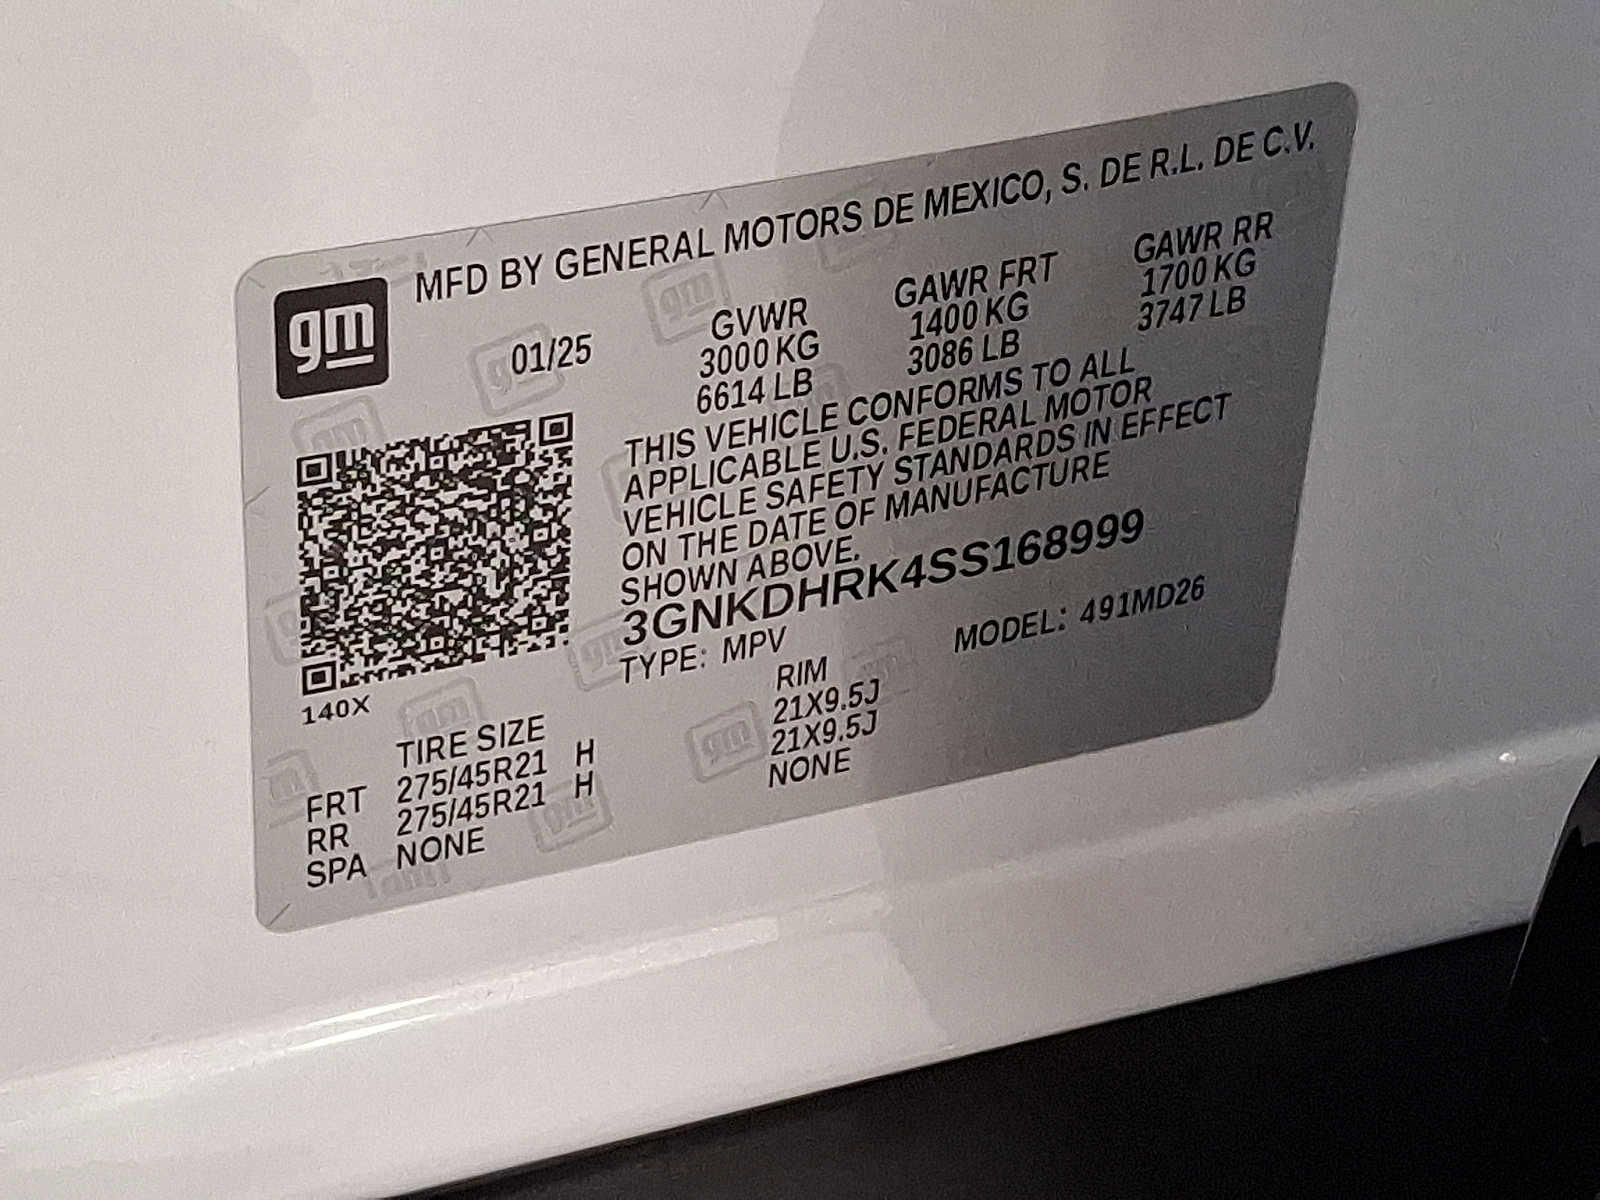 MFD BY GENERAL MOTORS DE MEXICO, S. DE R.L. DE C.V.
gm
01/25
GVWR GAWR FRT GAWR RR
3000 KG 1400 KG 1700 KG
6614 LB 3086 LB 3747 LB
THIS VEHICLE CONFORMS TO ALL
APPLICABLE U.S. FEDERAL MOTOR
VEHICLE SAFETY STANDARDS IN EFFECT
ON THE DATE OF MANUFACTURE
SHOWN ABOVE.
3GNKDHRK4SS168999
TYPE: MPV MODEL: 491MD26
140X
TIRE SIZE RIM
FRT 275/45R21 H 21X9.5J
RR 275/45R21 H 21X9.5J
SPA NONE NONE